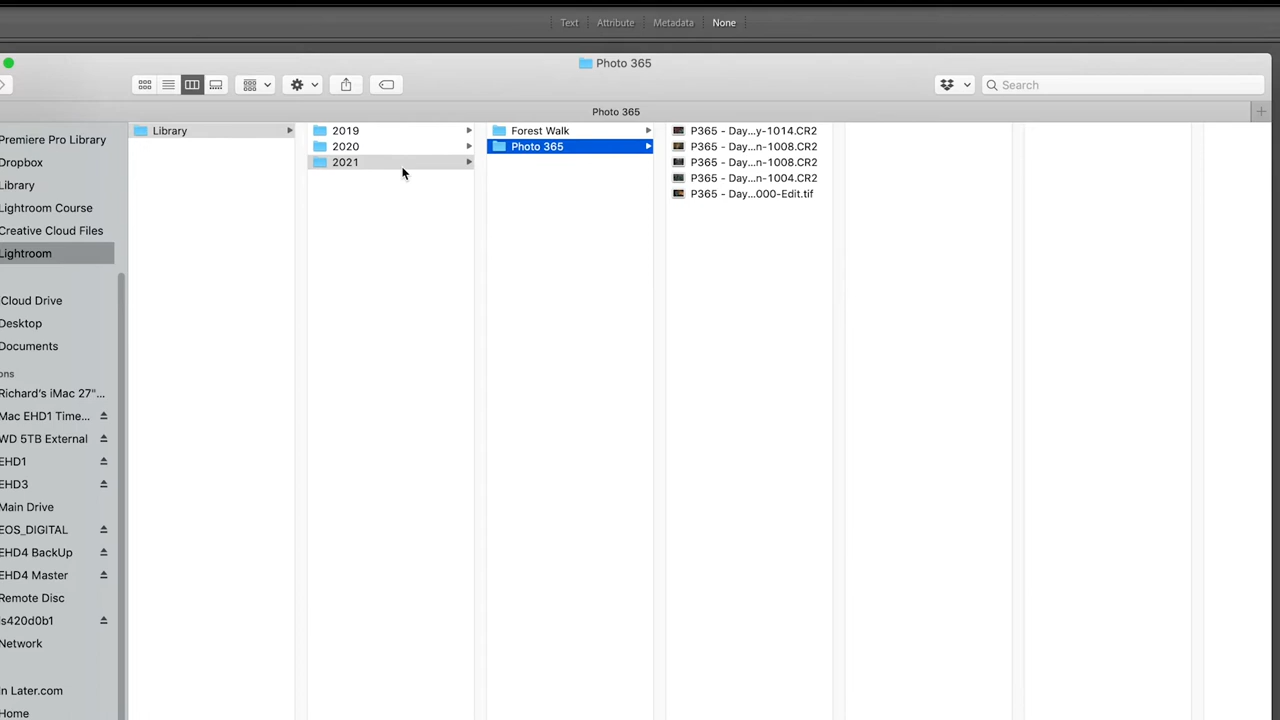 Text Attribute Metadata None
Photo 365
Search
Photo 365
Premiere Pro Library
Dropbox
Library
Lightroom Course
Creative Cloud Files
Lightroom
Cloud Drive
Desktop
Documents
ons
Richard's iMac 27"...
Mac EHD1 Time...
WD 5TB External
EHD1
EHD3
Main Drive
EOS_DIGITAL
EHD4 BackUp
EHD4 Master
Remote Disc
ls420d0b1
Network
in Later.com
Home
Library
2019
2020
2021
Forest Walk
Photo 365
P365 - Day...y-1014.CR2
P365 - Day...n-1008.CR2
P365 - Day...n-1008.CR2
P365 - Day...n-1004.CR2
P365 - Day...000-Edit.tif